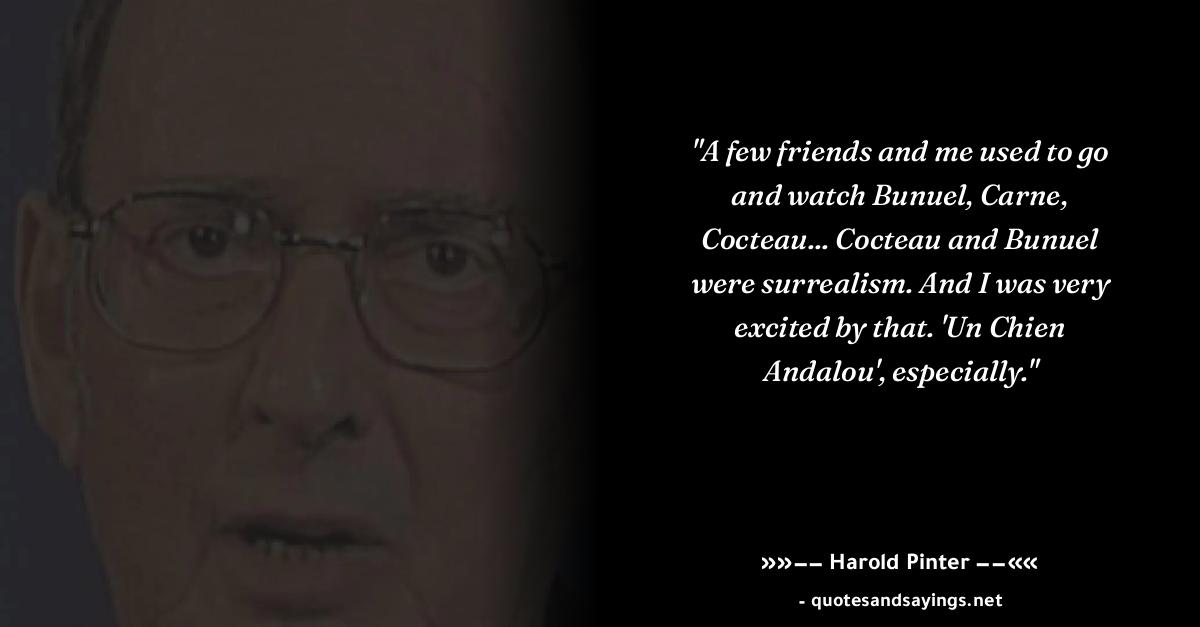 "A few friends and me used to go
and watch Bunuel, Carne,
Cocteau... Cocteau and Bunuel
were surrealism. And I was very
excited by that. 'Un Chien
Andalou', especially."
»»−− Harold Pinter −−««
- quotesandsayings.net